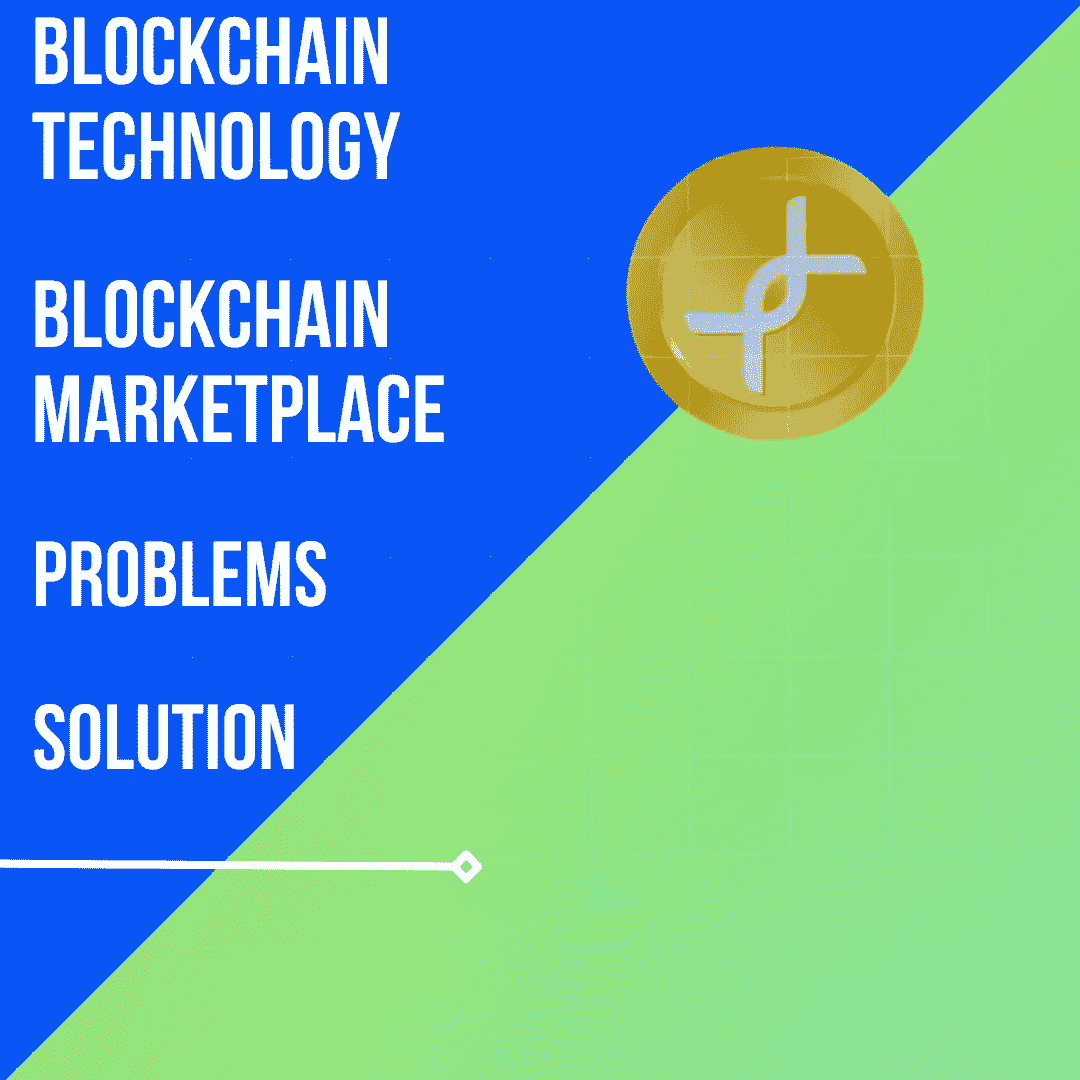 BLOCKCHAIN
TECHNOLOGY
BLOCKCHAIN
MARKETPLACE
PROBLEMS
SOLUTION